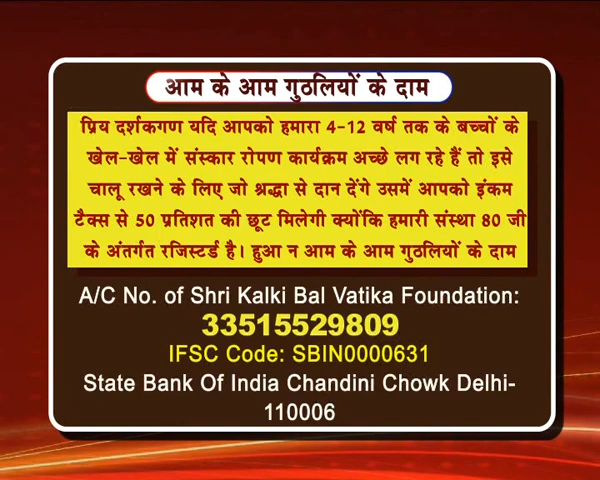 आम के आम गुठलियों के दाम
प्रिय दर्शकगण यदि आपको हमारा 4-12 वर्ष तक के बच्चों के
खेल-खेल में संस्कार रोपण कार्यक्रम अच्छे लग रहे हैं तो इसे
चालू रखने के लिए जो श्रद्धा से दान देंगे उसमें आपको इंकम
टैक्स से 50 प्रतिशत की छूट मिलेगी क्योंकि हमारी संस्था 80 जी
के अंतर्गत रजिस्टर्ड है। हुआ न आम के आम गुठलियों के दाम
A/C No. of Shri Kalki Bal Vatika Foundation:
33515529809
IFSC Code: SBIN0000631
State Bank Of India Chandini Chowk Delhi-
110006